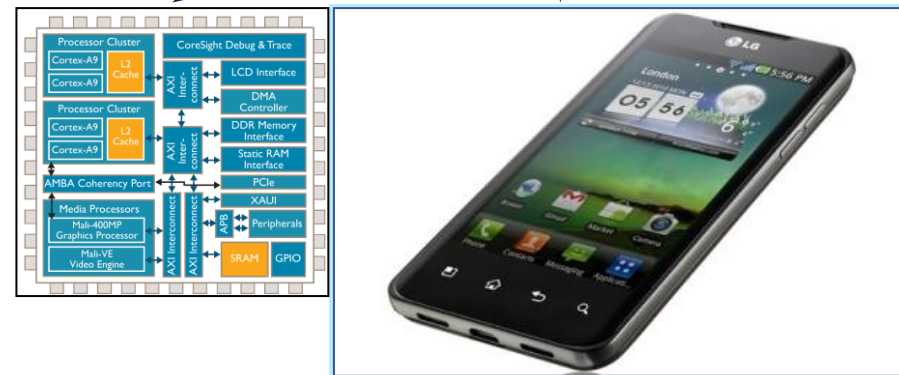 Processor Cluster
Cortex-A9
Cortex-A9
L2
Cache
CoreSight Debug & Trace
AXI
Inter-
connect
LCD Interface
DMA
Controller
Processor Cluster
Cortex-A9
Cortex-A9
L2
Cache
AXI
Inter-
connect
DDR Memory
Interface
Static RAM
Interface
AMBA Coherency Port
PCIe
XAUI
Media Processors
Mali-400MP
Graphics Processor
Mali-VE
Video Engine
AXI Interconnect
AXI Interconnect
APB
Peripherals
SRAM
GPIO
LG
5:56 PM
London
05 56
6
Browser
Gmail
Market
Camera
Phone
Contacts
Messaging
Applicati...